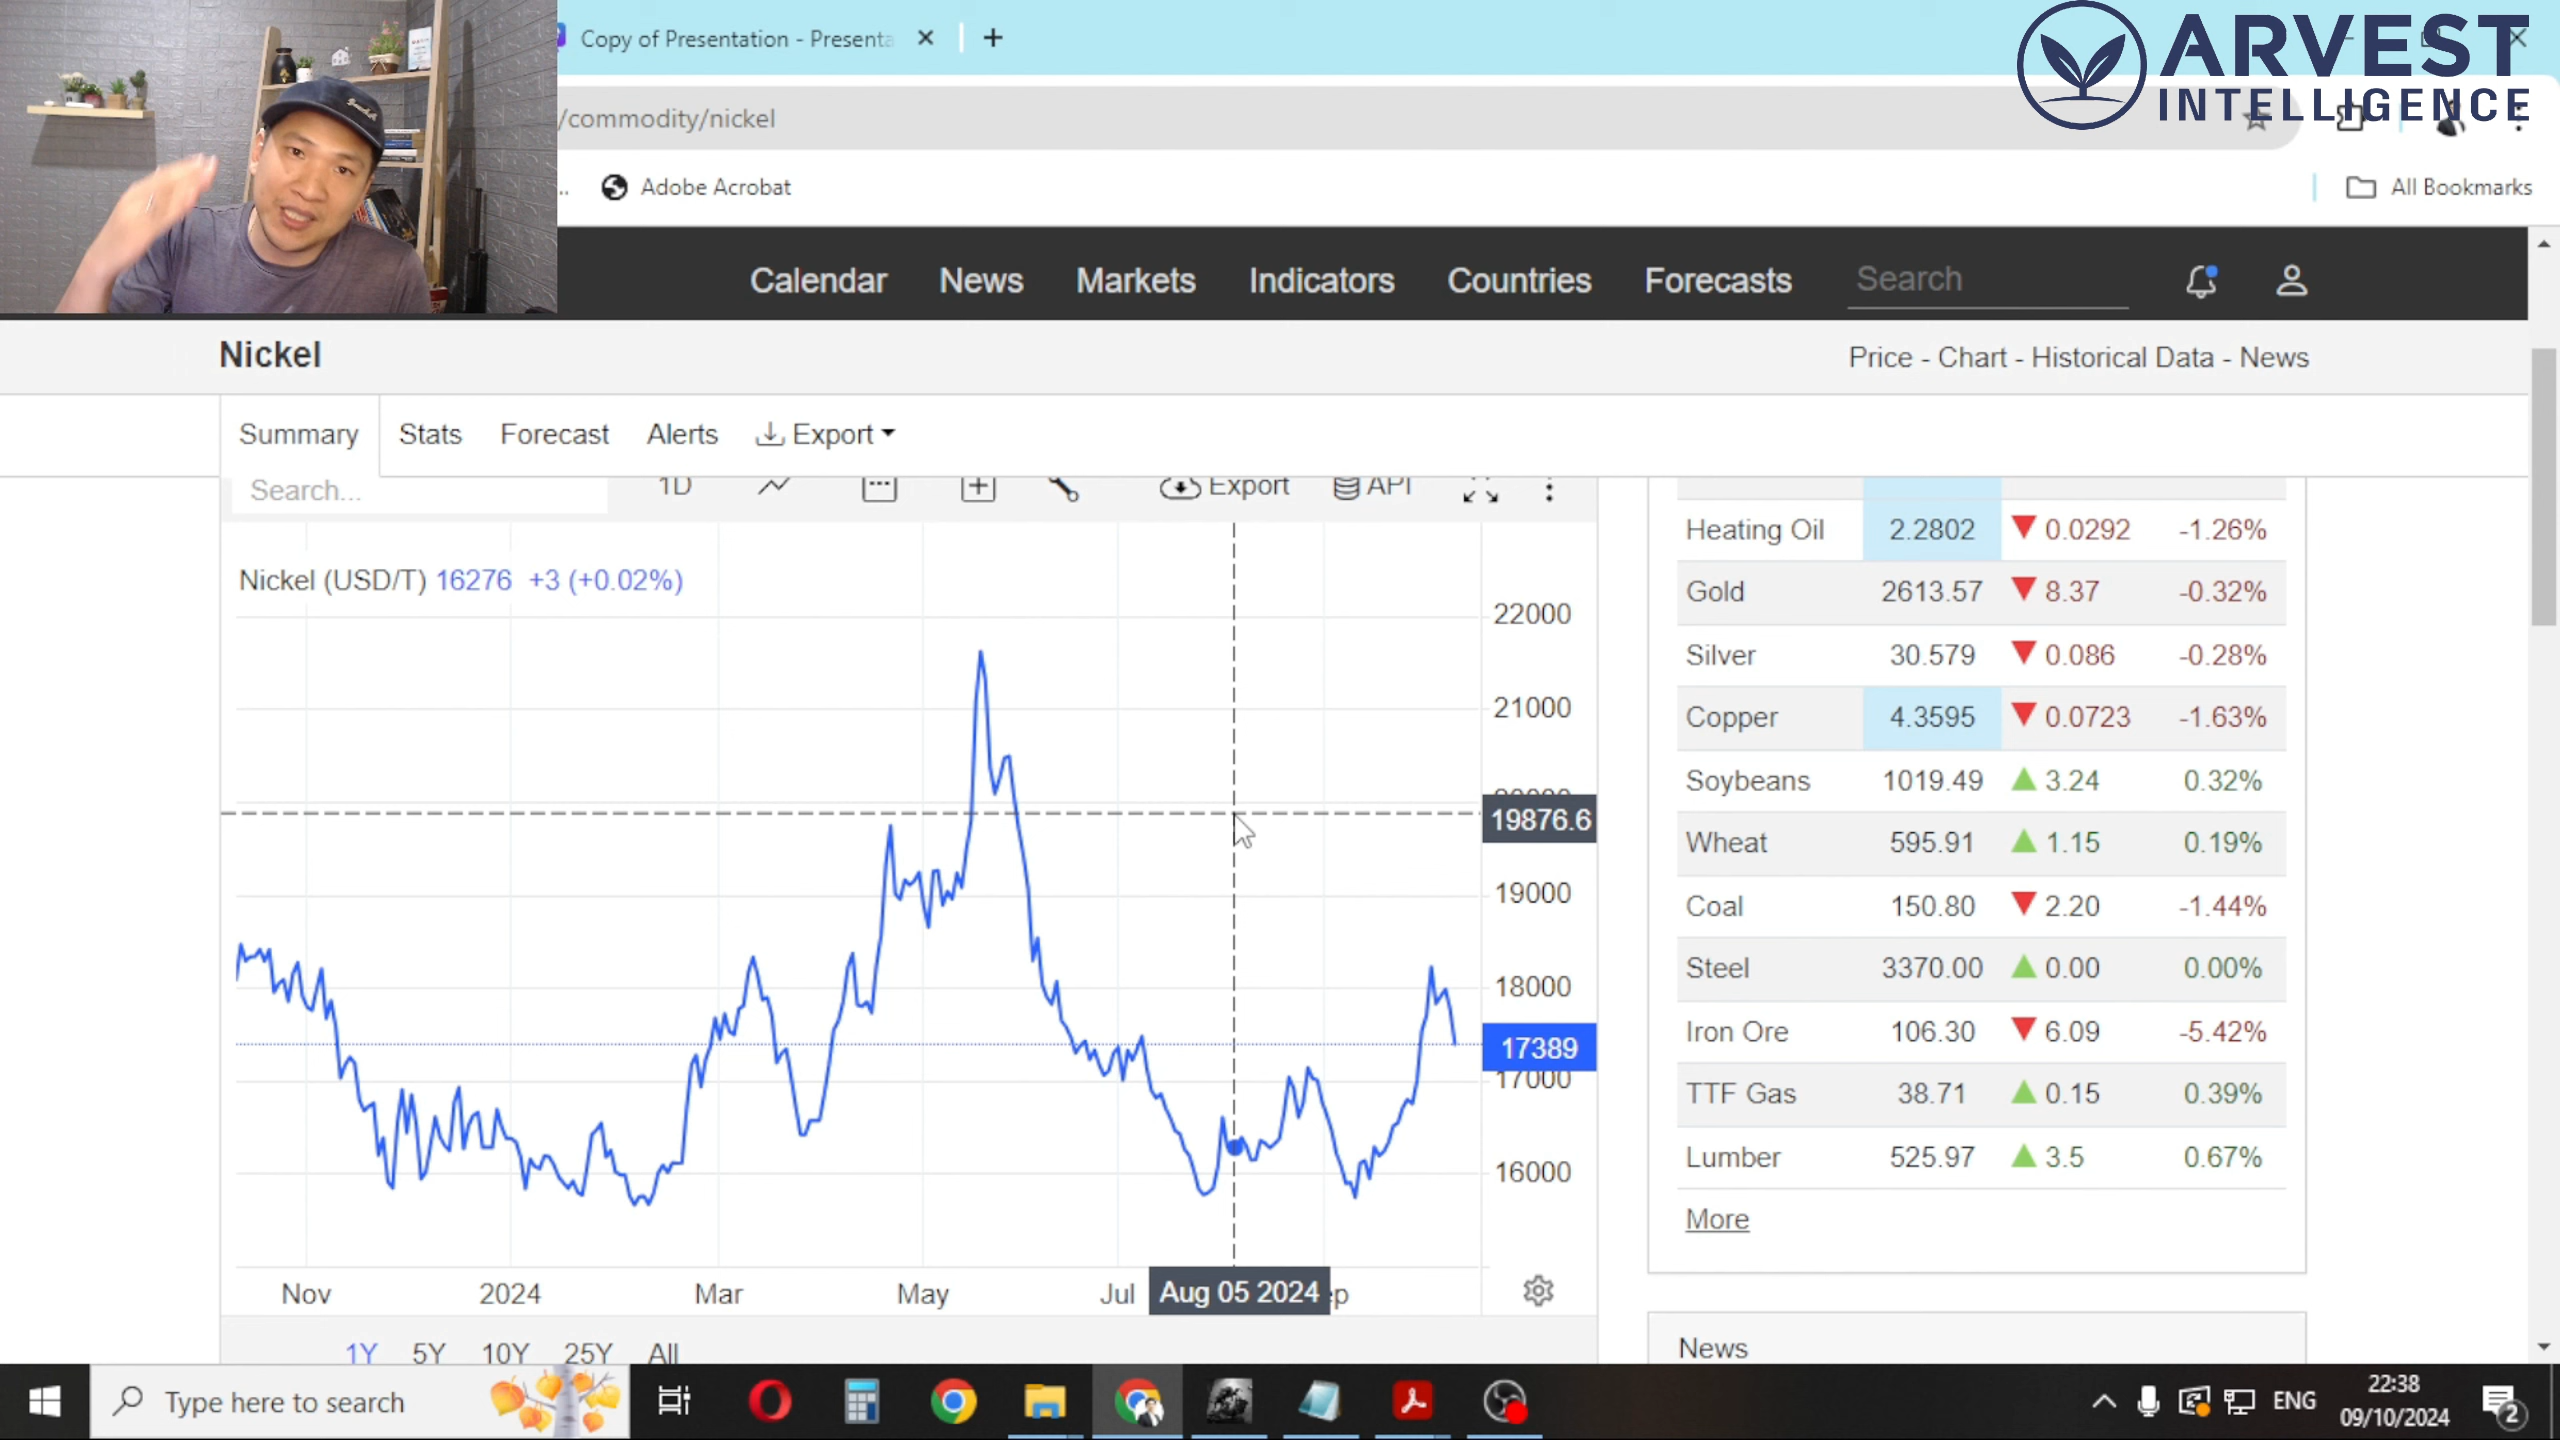 Copy of Presentation - Presenta
ARVEST
INTELLIGENCE
/commodity/nickel
Adobe Acrobat
All Bookmarks
Calendar News Markets Indicators Countries Forecasts Search
Nickel
Price - Chart - Historical Data - News
Summary Stats Forecast Alerts Export
Search... 1D Export API
Nickel (USD/T) 16276 +3 (+0.02%)
22000
21000
19876.6
19000
18000
17389
17000
16000
Nov 2024 Mar May Jul Aug 05 2024 ep
1Y 5Y 10Y 25Y All
Heating Oil 2.2802 0.0292 -1.26%
Gold 2613.57 8.37 -0.32%
Silver 30.579 0.086 -0.28%
Copper 4.3595 0.0723 -1.63%
Soybeans 1019.49 3.24 0.32%
Wheat 595.91 1.15 0.19%
Coal 150.80 2.20 -1.44%
Steel 3370.00 0.00 0.00%
Iron Ore 106.30 6.09 -5.42%
TTF Gas 38.71 0.15 0.39%
Lumber 525.97 3.5 0.67%
More
News
Type here to search
ENG
22:38
09/10/2024
2